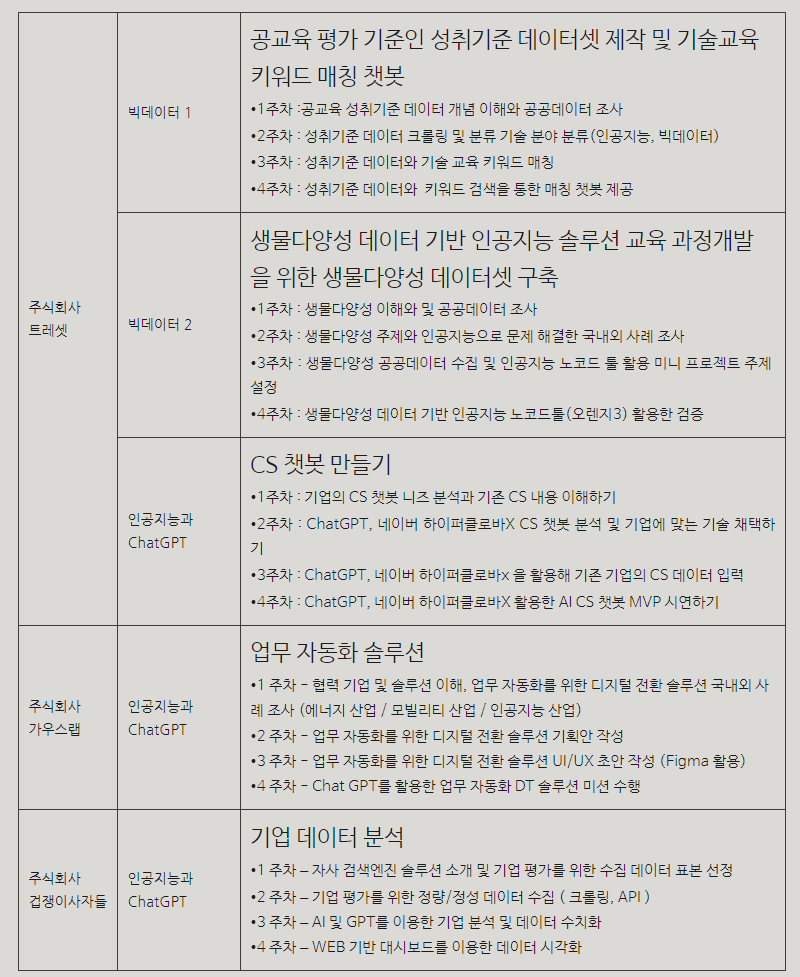 주식회사
트레셋
빅데이터 1
공교육 평가 기준인 성취기준 데이터셋 제작 및 기술교육
키워드 매칭 챗봇
•1주차 :공교육 성취기준 데이터 개념 이해와 공공데이터 조사
•2주차 : 성취기준 데이터 크롤링 및 분류 기술 분야 분류(인공지능, 빅데이터)
•3주차 : 성취기준 데이터와 기술 교육 키워드 매칭
•4주차 : 성취기준 데이터와 키워드 검색을 통한 매칭 챗봇 제공
빅데이터 2
생물다양성 데이터 기반 인공지능 솔루션 교육 과정개발
을 위한 생물다양성 데이터셋 구축
•1주차 : 생물다양성 이해와 및 공공데이터 조사
•2주차 : 생물다양성 주제와 인공지능으로 문제 해결한 국내외 사례 조사
•3주차 : 생물다양성 공공데이터 수집 및 인공지능 노코드 툴 활용 미니 프로젝트 주제
설정
•4주차 : 생물다양성 데이터 기반 인공지능 노코드툴(오렌지3) 활용한 검증
인공지능과
ChatGPT
CS 챗봇 만들기
•1주차 : 기업의 CS 챗봇 니즈 분석과 기존 CS 내용 이해하기
•2주차 : ChatGPT, 네이버 하이퍼클로바X CS 챗봇 분석 및 기업에 맞는 기술 채택하
기
•3주차 : ChatGPT, 네이버 하이퍼클로바x 을 활용해 기존 기업의 CS 데이터 입력
•4주차 : ChatGPT, 네이버 하이퍼클로바X 활용한 AI CS 챗봇 MVP 시연하기
주식회사
가우스랩
인공지능과
ChatGPT
업무 자동화 솔루션
•1 주차 - 협력 기업 및 솔루션 이해, 업무 자동화를 위한 디지털 전환 솔루션 국내외 사
례 조사 (에너지 산업 / 모빌리티 산업 / 인공지능 산업)
•2 주차 - 업무 자동화를 위한 디지털 전환 솔루션 기획안 작성
•3 주차 - 업무 자동화를 위한 디지털 전환 솔루션 UI/UX 초안 작성 (Figma 활용)
•4 주차 - Chat GPT를 활용한 업무 자동화 DT 솔루션 미션 수행
주식회사
겁쟁이사자들
인공지능과
ChatGPT
기업 데이터 분석
•1 주차 – 자사 검색엔진 솔루션 소개 및 기업 평가를 위한 수집 데이터 표본 선정
•2 주차 – 기업 평가를 위한 정량/정성 데이터 수집 ( 크롤링, API )
•3 주차 – AI 및 GPT를 이용한 기업 분석 및 데이터 수치화
•4 주차 – WEB 기반 대시보드를 이용한 데이터 시각화